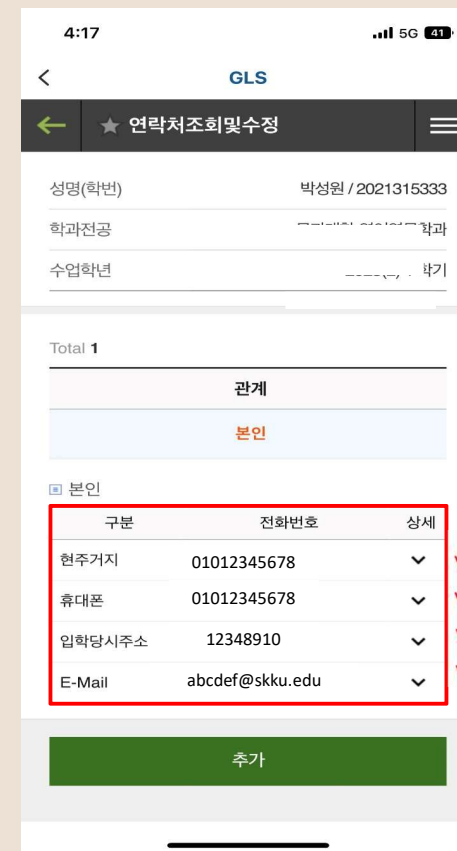 4:17 5G 41
GLS
연락처조회및수정
성명(학번) 박성원 / 2021315333
학과전공
수업학년
Total 1
관계
본인
본인
구분 전화번호 상세
현주거지 01012345678
휴대폰 01012345678
입학당시주소 12348910
E-Mail abcdef@skku.edu
추가